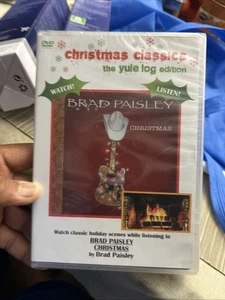 DVD
christmas classics
the yule log edition
WATCH!
LISTEN!
BRAD PAISLEY
CHRISTMAS
Watch classic holiday scenes while listening to
BRAD PAISLEY
CHRISTMAS
by Brad Paisley